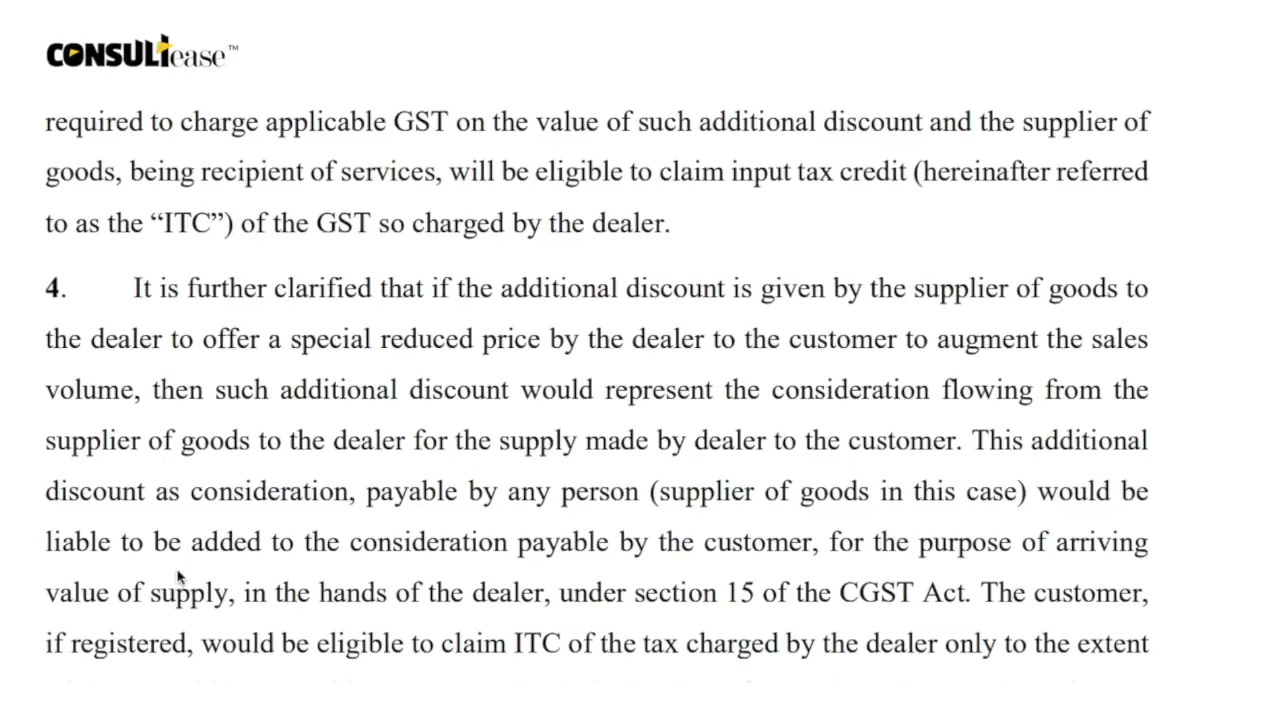 CONSULTease™
required to charge applicable GST on the value of such additional discount and the supplier of
goods, being recipient of services, will be eligible to claim input tax credit (hereinafter referred
to as the “ITC”) of the GST so charged by the dealer.
4. It is further clarified that if the additional discount is given by the supplier of goods to
the dealer to offer a special reduced price by the dealer to the customer to augment the sales
volume, then such additional discount would represent the consideration flowing from the
supplier of goods to the dealer for the supply made by dealer to the customer. This additional
discount as consideration, payable by any person (supplier of goods in this case) would be
liable to be added to the consideration payable by the customer, for the purpose of arriving
value of supply, in the hands of the dealer, under section 15 of the CGST Act. The customer,
if registered, would be eligible to claim ITC of the tax charged by the dealer only to the extent